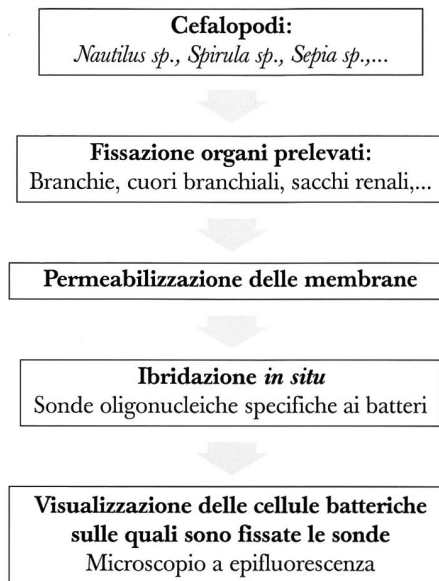 Cefalopodi:
Nautilus sp., Spirula sp., Sepia sp.,...
Fissazione organi prelevati:
Branchie, cuori branchiali, sacchi renali,...
Permeabilizzazione delle membrane
Ibridazione in situ
Sonde oligonucleiche specifiche ai batteri
Visualizzazione delle cellule batteriche
sulle quali sono fissate le sonde
Microscopio a epifluorescenza